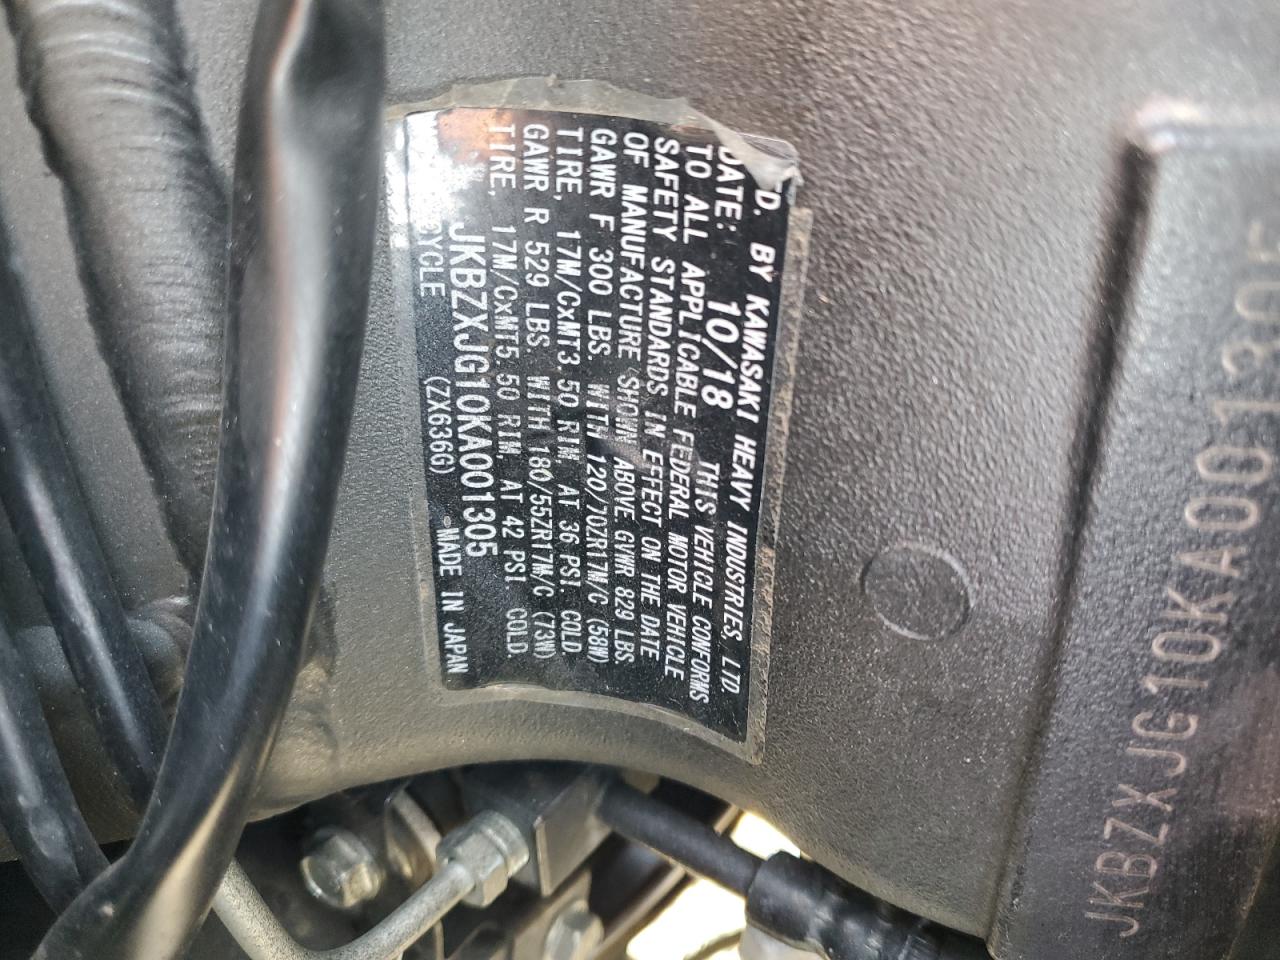 D. BY KAWASAKI HEAVY INDUSTRIES, LTD.
DATE: 10/18 THIS VEHICLE CONFORMS
TO ALL APPLICABLE FEDERAL MOTOR VEHICLE
SAFETY STANDARDS IN EFFECT ON THE DATE
OF MANUFACTURE SHOWN ABOVE GVWR 829 LBS.
GAWR F 300 LBS. WITH 120/70ZR17M/C (58W)
TIRE, 17M/CxMT3.50 RIM, AT 36 PSI. COLD
GAWR R 529 LBS. WITH 180/55ZR17M/C (73W)
TIRE, 17M/CxMT5.50 RIM, AT 42 PSI COLD.
JKBZXJG10KA001305
CYCLE (ZX636G) MADE IN JAPAN
JKBZXJG10KA001305